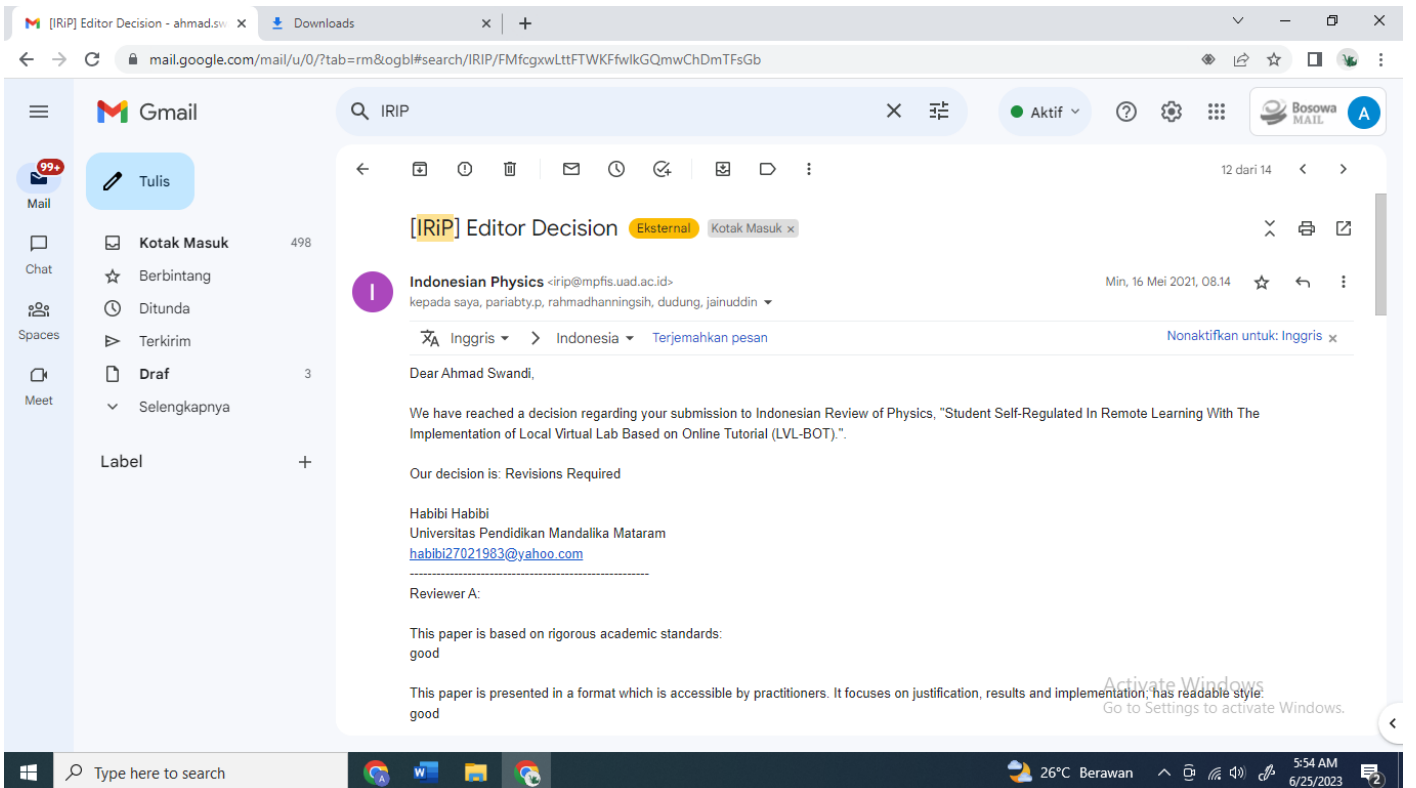 [IRiP] Editor Decision - ahmad.sw
Downloads
mail.google.com/mail/u/0/?tab=rm&ogbl#search/IRIP/FMfcgxwLttFTWKFfwlkGQmwChDmTFsGb
Gmail
IRIP
Aktif
Bosowa
MAIL
A
99+
Mail
Chat
Spaces
Meet
Tulis
Kotak Masuk 498
Berbintang
Ditunda
Terkirim
Draf 3
Selengkapnya
Label
12 dari 14
[IRiP] Editor Decision Eksternal Kotak Masuk ×
I
Indonesian Physics <irip@mpfis.uad.ac.id> Min, 16 Mei 2021, 08.14
kepada saya, pariabty.p, rahmadhanningsih, dudung, jainuddin
Inggris > Indonesia Terjemahkan pesan Nonaktifkan untuk: Inggris ×
Dear Ahmad Swandi,
We have reached a decision regarding your submission to Indonesian Review of Physics, "Student Self-Regulated In Remote Learning With The
Implementation of Local Virtual Lab Based on Online Tutorial (LVL-BOT).".
Our decision is: Revisions Required
Habibi Habibi
Universitas Pendidikan Mandalika Mataram
habibi27021983@yahoo.com
------------------------------------------------------
Reviewer A:
This paper is based on rigorous academic standards:
good
This paper is presented in a format which is accessible by practitioners. It focuses on justification, results and implementation, has readable style:
good
Activate Windows
Go to Settings to activate Windows.
Type here to search
26°C Berawan
5:54 AM
6/25/2023
2